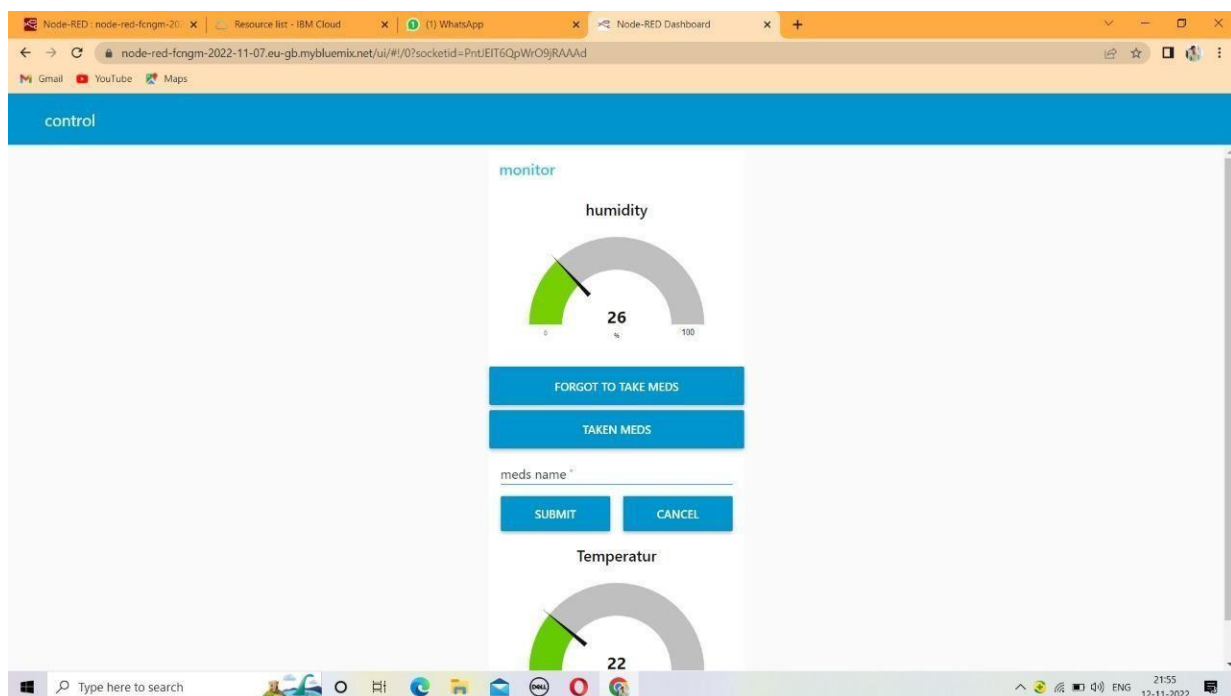 Node-RED : node-red-fcngm-20
Resource list - IBM Cloud
(1) WhatsApp
Node-RED Dashboard
node-red-fcngm-2022-11-07.eu-gb.mybluemix.net/ui/#!/0?socketid=PntJEIT6QpWrO9jRAAAd
Gmail
YouTube
Maps
control
monitor
humidity
26
%
0
100
FORGOT TO TAKE MEDS
TAKEN MEDS
meds name *
SUBMIT
CANCEL
Temperatur
22
Type here to search
DELL
ENG
21:55
12-11-2022